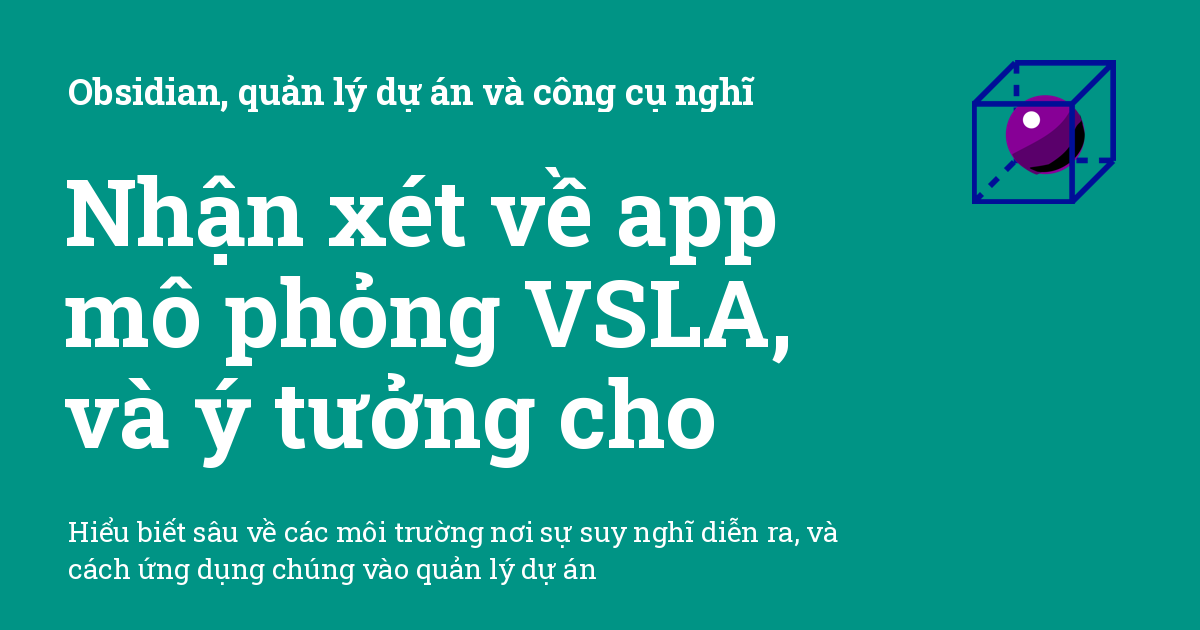 Obsidian, quản lý dự án và công cụ nghĩ
Nhận xét về app
mô phỏng VSLA,
và ý tưởng cho
Hiểu biết sâu về các môi trường nơi sự suy nghĩ diễn ra, và
cách ứng dụng chúng vào quản lý dự án